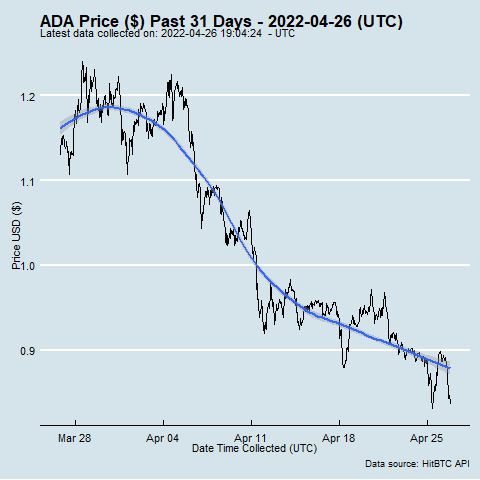 ADA Price ($) Past 31 Days - 2022-04-26 (UTC)
Latest data collected on: 2022-04-26 19:04:24  - UTC
Price USD ($)
1.2
1.1
1.0
0.9
Mar 28 Apr 04 Apr 11 Apr 18 Apr 25
Date Time Collected (UTC)
Data source: HitBTC API